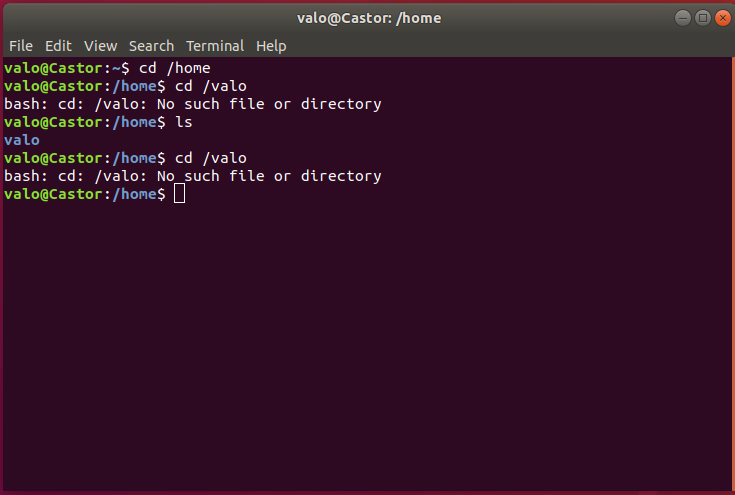 valo@Castor: /home
File Edit View Search Terminal Help
valo@Castor:~$ cd /home
valo@Castor:/home$ cd /valo
bash: cd: /valo: No such file or directory
valo@Castor:/home$ ls
valo
valo@Castor:/home$ cd /valo
bash: cd: /valo: No such file or directory
valo@Castor:/home$